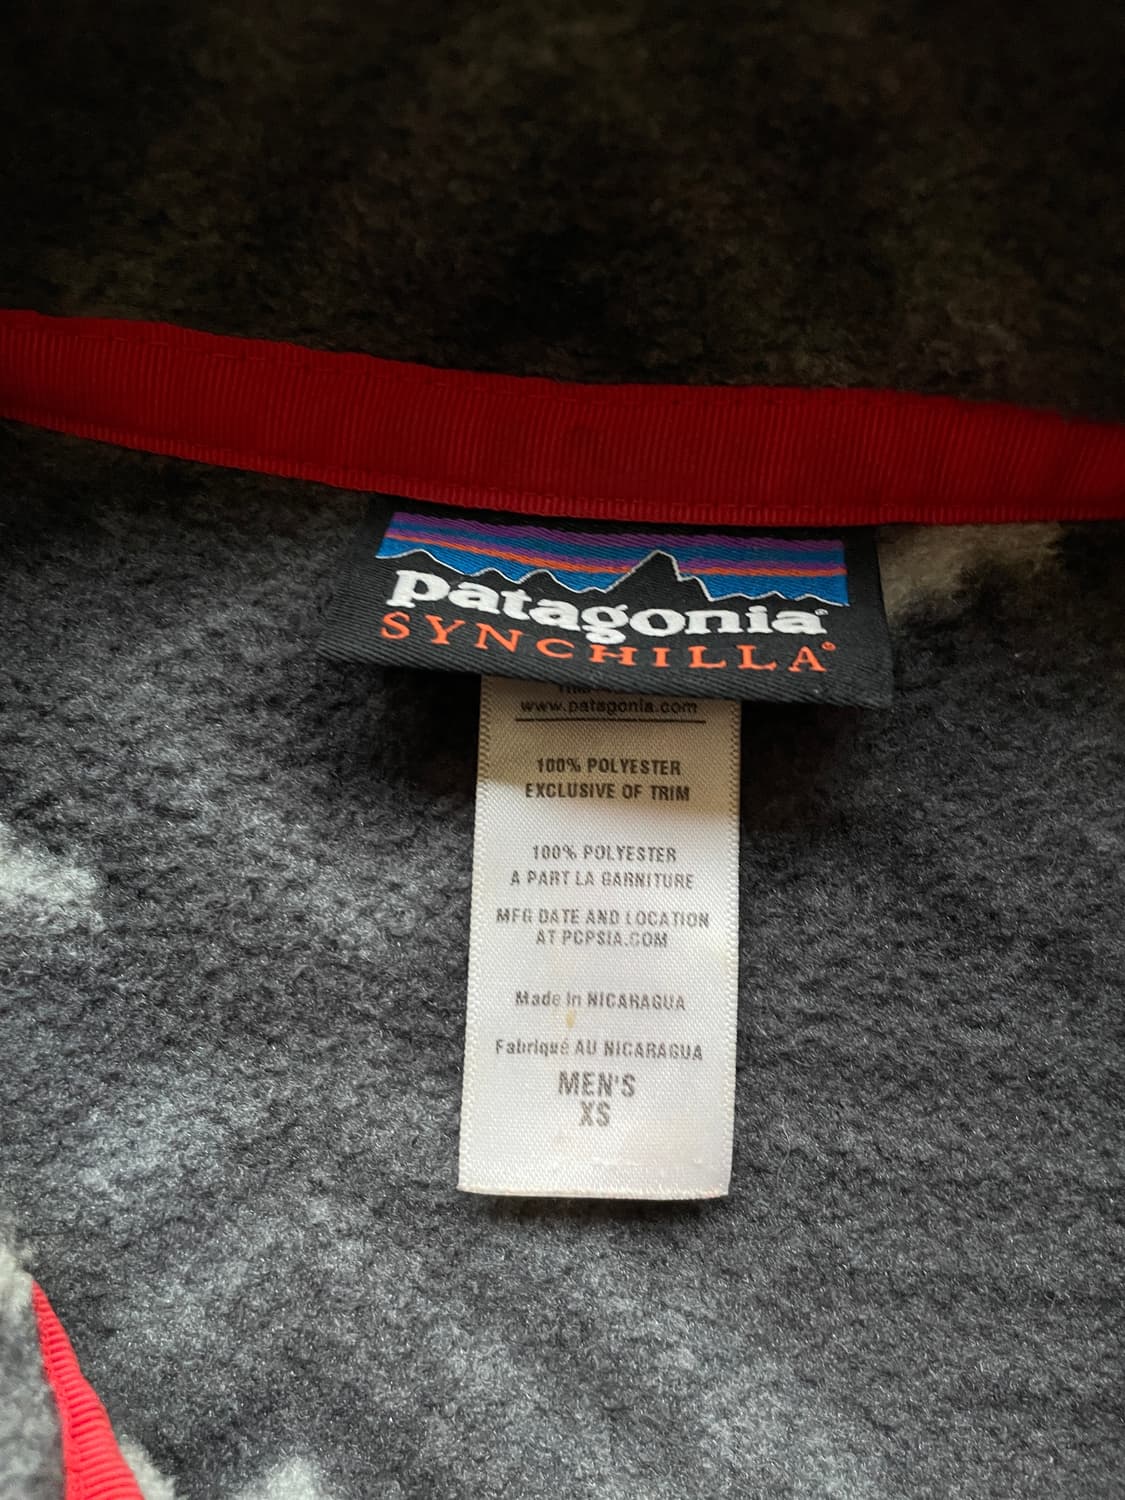 patagonia®
SYNCHILLA®
www.patagonia.com
100% POLYESTER
EXCLUSIVE OF TRIM
100% POLYESTER
A PART LA GARNITURE
MFG DATE AND LOCATION
AT PCPSIA.COM
Made in NICARAGUA
Fabriqué AU NICARAGUA
MEN'S
XS